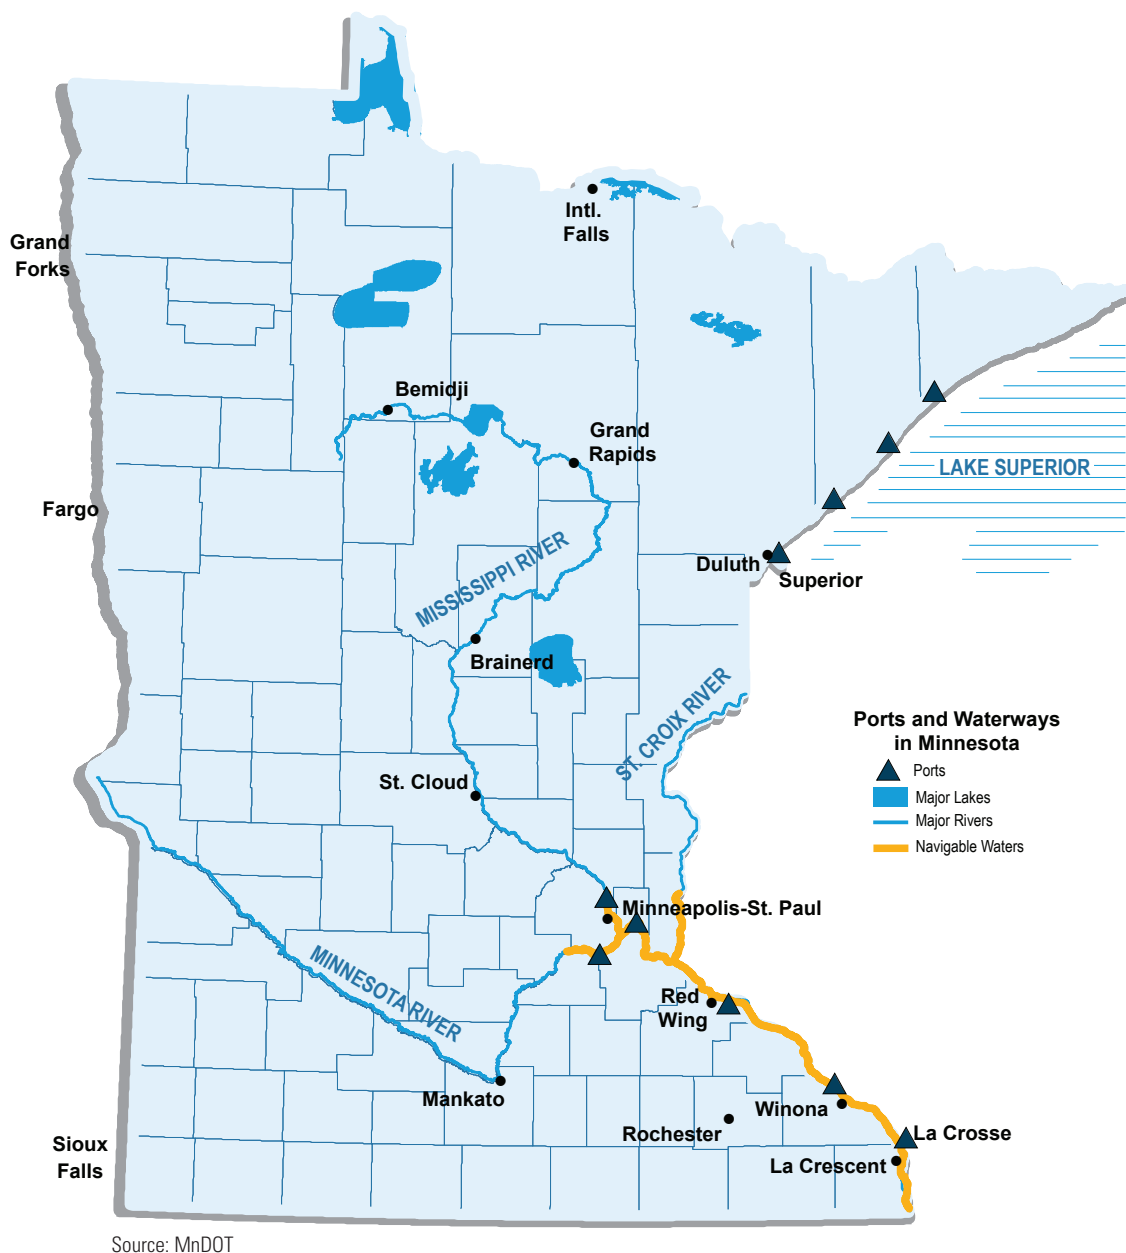 Intl.
Falls
Grand
Forks
Bemidji
Grand
Rapids
LAKE SUPERIOR
Fargo
MISSISSIPPI RIVER
Duluth
Superior
Brainerd
ST. CROIX RIVER
Ports and Waterways
in Minnesota
Ports
Major Lakes
Major Rivers
Navigable Waters
St. Cloud
Minneapolis-St. Paul
MINNESOTA RIVER
Red
Wing
Mankato
Winona
Rochester
La Crosse
Sioux
Falls
La Crescent
Source: MnDOT